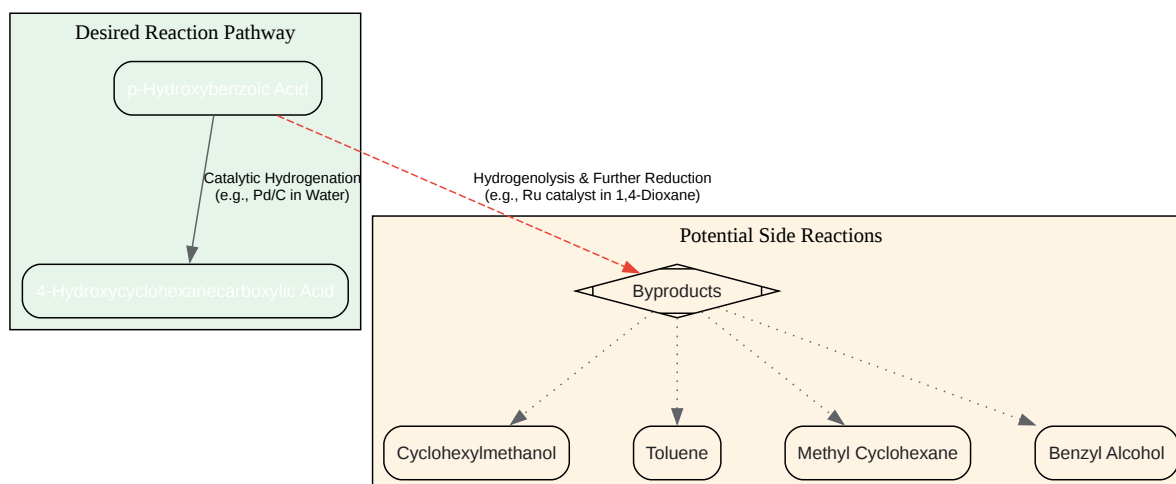 Desired Reaction Pathway
p-Hydroxybenzoic Acid
Catalytic Hydrogenation
(e.g., Pd/C in Water)
Hydrogenolysis & Further Reduction
(e.g., Ru catalyst in 1,4-Dioxane)
4-Hydroxycyclohexanecarboxylic Acid
Potential Side Reactions
Byproducts
Cyclohexylmethanol
Toluene
Methyl Cyclohexane
Benzyl Alcohol